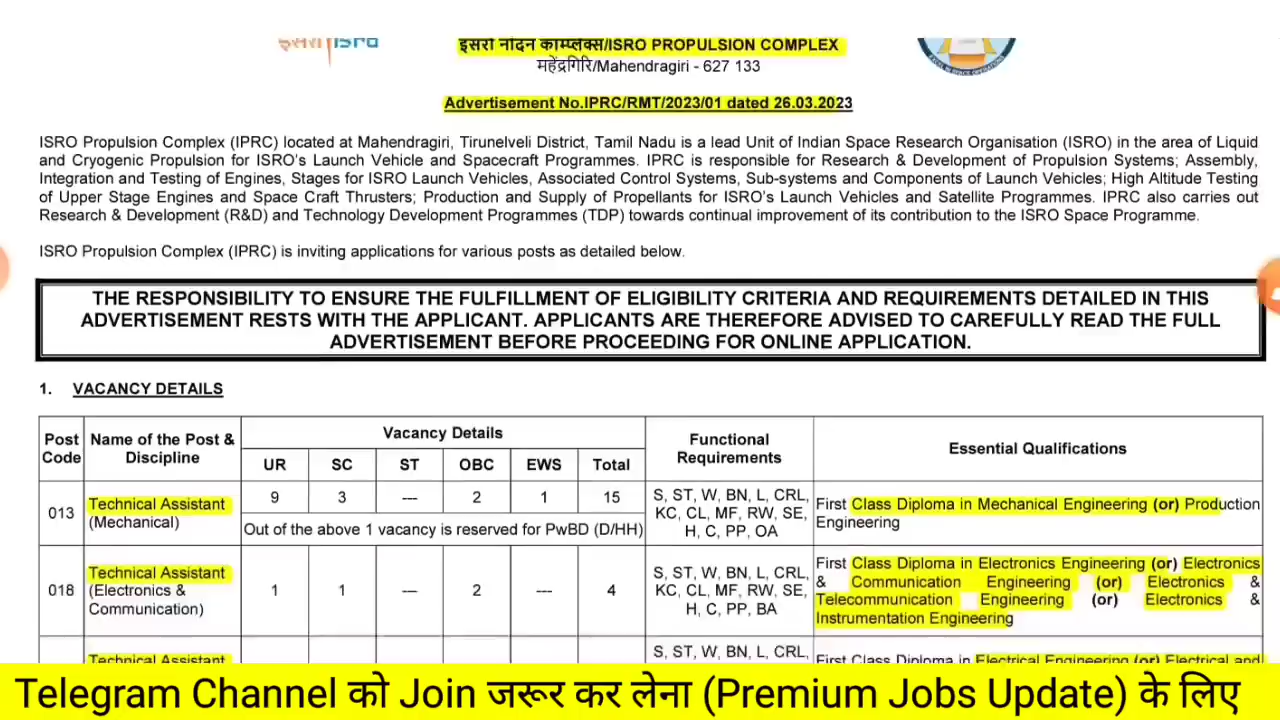 इसरो isro
इसरो नोदन काम्प्लेक्स/ISRO PROPULSION COMPLEX
महेंद्रगिरि/Mahendragiri - 627 133
Advertisement No.IPRC/RMT/2023/01 dated 26.03.2023
ISRO Propulsion Complex (IPRC) located at Mahendragiri, Tirunelveli District, Tamil Nadu is a lead Unit of Indian Space Research Organisation (ISRO) in the area of Liquid
and Cryogenic Propulsion for ISRO's Launch Vehicle and Spacecraft Programmes. IPRC is responsible for Research & Development of Propulsion Systems; Assembly,
Integration and Testing of Engines, Stages for ISRO Launch Vehicles, Associated Control Systems, Sub-systems and Components of Launch Vehicles; High Altitude Testing
of Upper Stage Engines and Space Craft Thrusters; Production and Supply of Propellants for ISRO's Launch Vehicles and Satellite Programmes. IPRC also carries out
Research & Development (R&D) and Technology Development Programmes (TDP) towards continual improvement of its contribution to the ISRO Space Programme.
ISRO Propulsion Complex (IPRC) is inviting applications for various posts as detailed below.
THE RESPONSIBILITY TO ENSURE THE FULFILLMENT OF ELIGIBILITY CRITERIA AND REQUIREMENTS DETAILED IN THIS
ADVERTISEMENT RESTS WITH THE APPLICANT. APPLICANTS ARE THEREFORE ADVISED TO CAREFULLY READ THE FULL
ADVERTISEMENT BEFORE PROCEEDING FOR ONLINE APPLICATION.
1. VACANCY DETAILS
Post Code Name of the Post & Discipline Vacancy Details Functional Requirements Essential Qualifications
UR SC ST OBC EWS Total
013 Technical Assistant (Mechanical) 9 3 --- 2 1 15
Out of the above 1 vacancy is reserved for PwBD (D/HH)
S, ST, W, BN, L, CRL,
KC, CL, MF, RW, SE,
H, C, PP, OA
First Class Diploma in Mechanical Engineering (or) Production
Engineering
018 Technical Assistant (Electronics & Communication) 1 1 --- 2 --- 4
S, ST, W, BN, L, CRL,
KC, CL, MF, RW, SE,
H, C, PP, BA
First Class Diploma in Electronics Engineering (or) Electronics
& Communication Engineering (or) Electronics &
Telecommunication Engineering (or) Electronics &
Instrumentation Engineering
Technical Assistant
S, ST, W, BN, L, CRL,
First Class Diploma in Electrical Engineering (or) Electrical and
Telegram Channel को Join जरूर कर लेना (Premium Jobs Update) के लिए